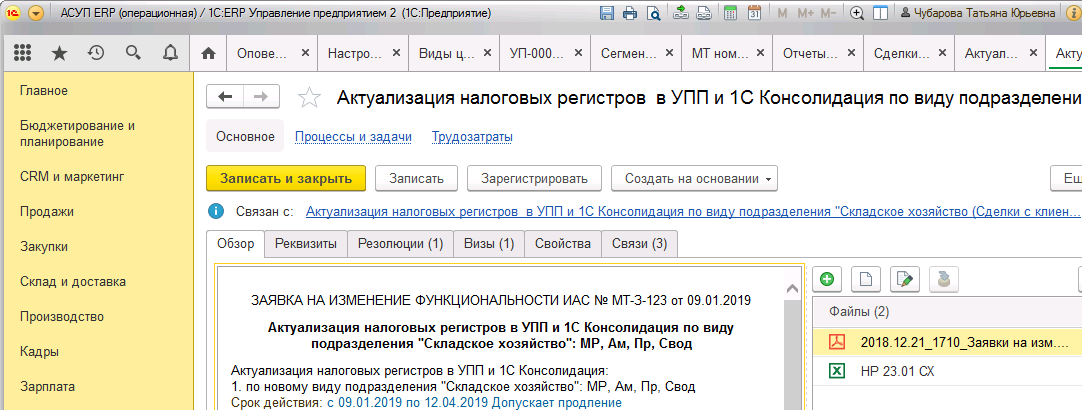 АСУП ERP (операционная) / 1С:ERP Управление предприятием 2 (1С:Предприятие)
M M+ M-
Чубарова Татьяна Юрьевна
Опове... Настро... Виды ц... УП-000... Сегмен... МТ ном... Отчеты... Сделки... Актуал... Акту
Главное
Бюджетирование и
планирование
CRM и маркетинг
Продажи
Закупки
Склад и доставка
Производство
Кадры
Зарплата
Актуализация налоговых регистров в УПП и 1С Консолидация по виду подразделени
Основное Процессы и задачи Трудозатраты
Записать и закрыть Записать Зарегистрировать Создать на основании Ещ
Связан с: Актуализация налоговых регистров в УПП и 1С Консолидация по виду подразделения "Складское хозяйство (Сделки с клиен...
Обзор Реквизиты Резолюции (1) Визы (1) Свойства Связи (3)
ЗАЯВКА НА ИЗМЕНЕНИЕ ФУНКЦИОНАЛЬНОСТИ ИАС № МТ-З-123 от 09.01.2019
Актуализация налоговых регистров в УПП и 1С Консолидация по виду
подразделения "Складское хозяйство": МР, Ам, Пр, Свод
Актуализация налоговых регистров в УПП и 1С Консолидация:
1. по новому виду подразделения "Складское хозяйство": МР, Ам, Пр, Свод
Срок действия: с 09.01.2019 по 12.04.2019 Допускает продление
Файлы (2)
2018.12.21_1710_Заявки на изм....
НР 23.01 СХ